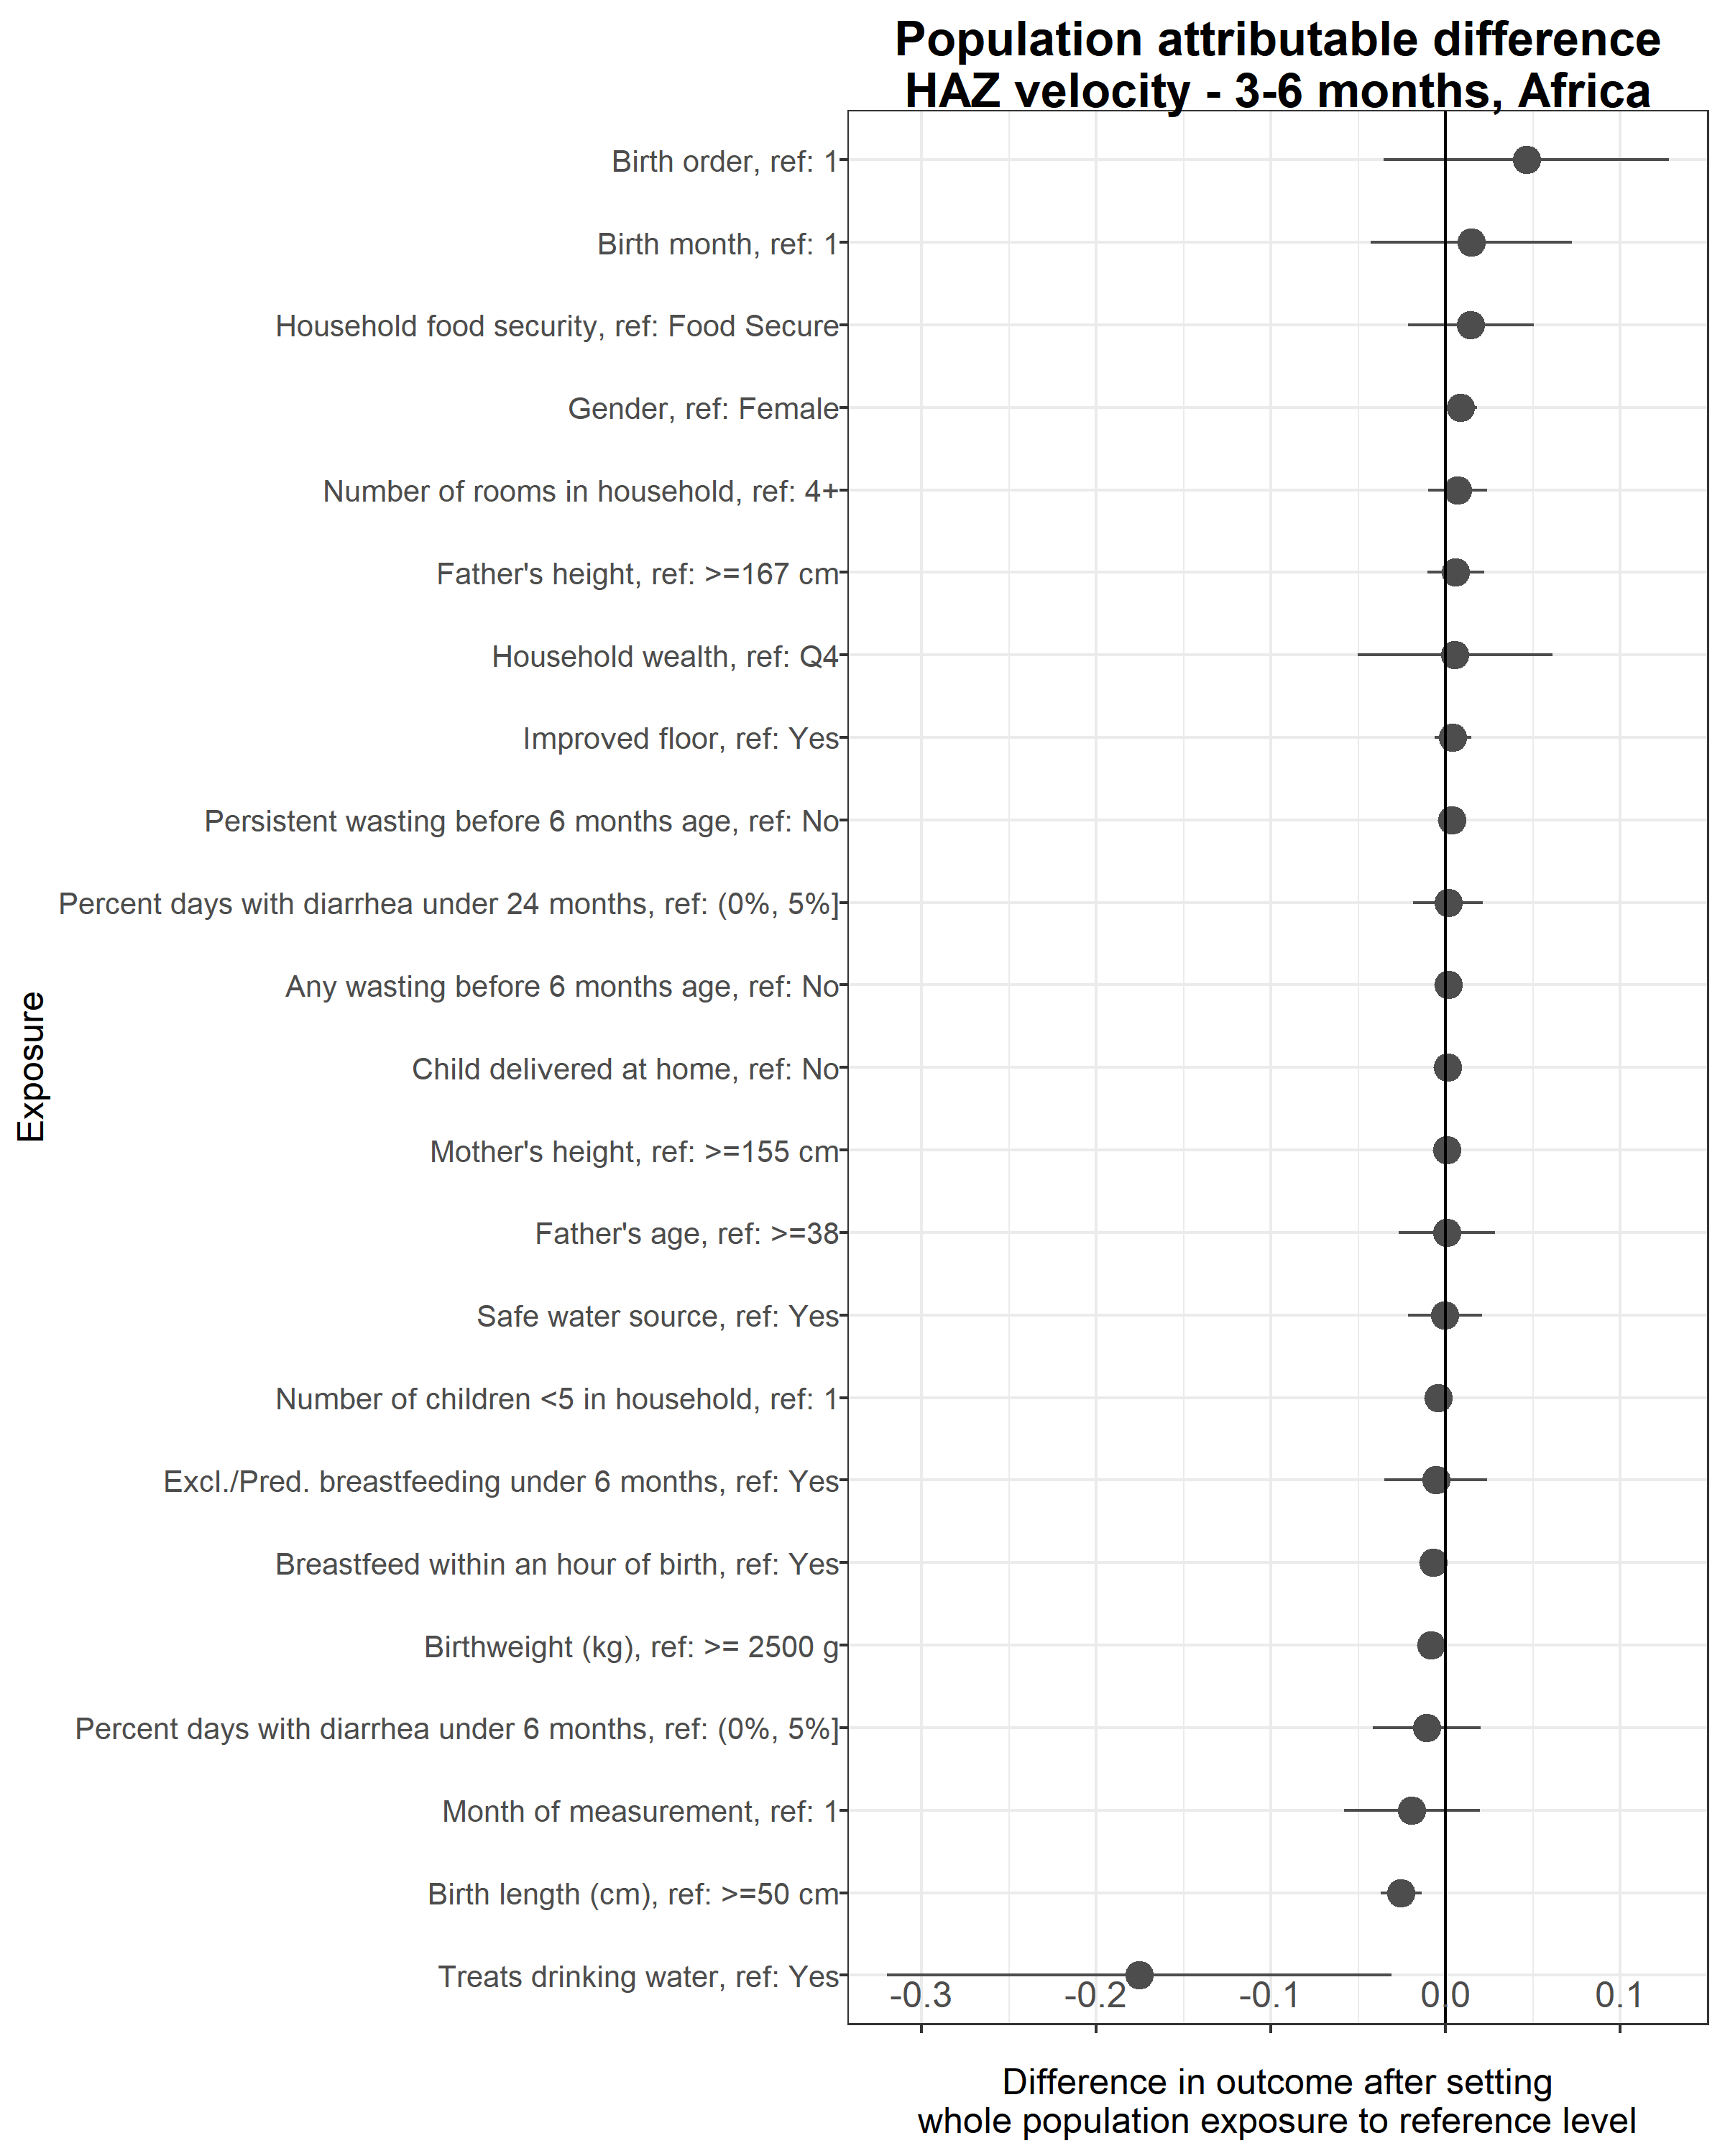 Population attributable difference
HAZ velocity - 3-6 months, Africa
Exposure
Birth order, ref: 1
Birth month, ref: 1
Household food security, ref: Food Secure
Gender, ref: Female
Number of rooms in household, ref: 4+
Father's height, ref: >=167 cm
Household wealth, ref: Q4
Improved floor, ref: Yes
Persistent wasting before 6 months age, ref: No
Percent days with diarrhea under 24 months, ref: (0%, 5%]
Any wasting before 6 months age, ref: No
Child delivered at home, ref: No
Mother's height, ref: >=155 cm
Father's age, ref: >=38
Safe water source, ref: Yes
Number of children <5 in household, ref: 1
Excl./Pred. breastfeeding under 6 months, ref: Yes
Breastfeed within an hour of birth, ref: Yes
Birthweight (kg), ref: >= 2500 g
Percent days with diarrhea under 6 months, ref: (0%, 5%]
Month of measurement, ref: 1
Birth length (cm), ref: >=50 cm
Treats drinking water, ref: Yes
-0.3 -0.2 -0.1 0.0 0.1
Difference in outcome after setting
whole population exposure to reference level